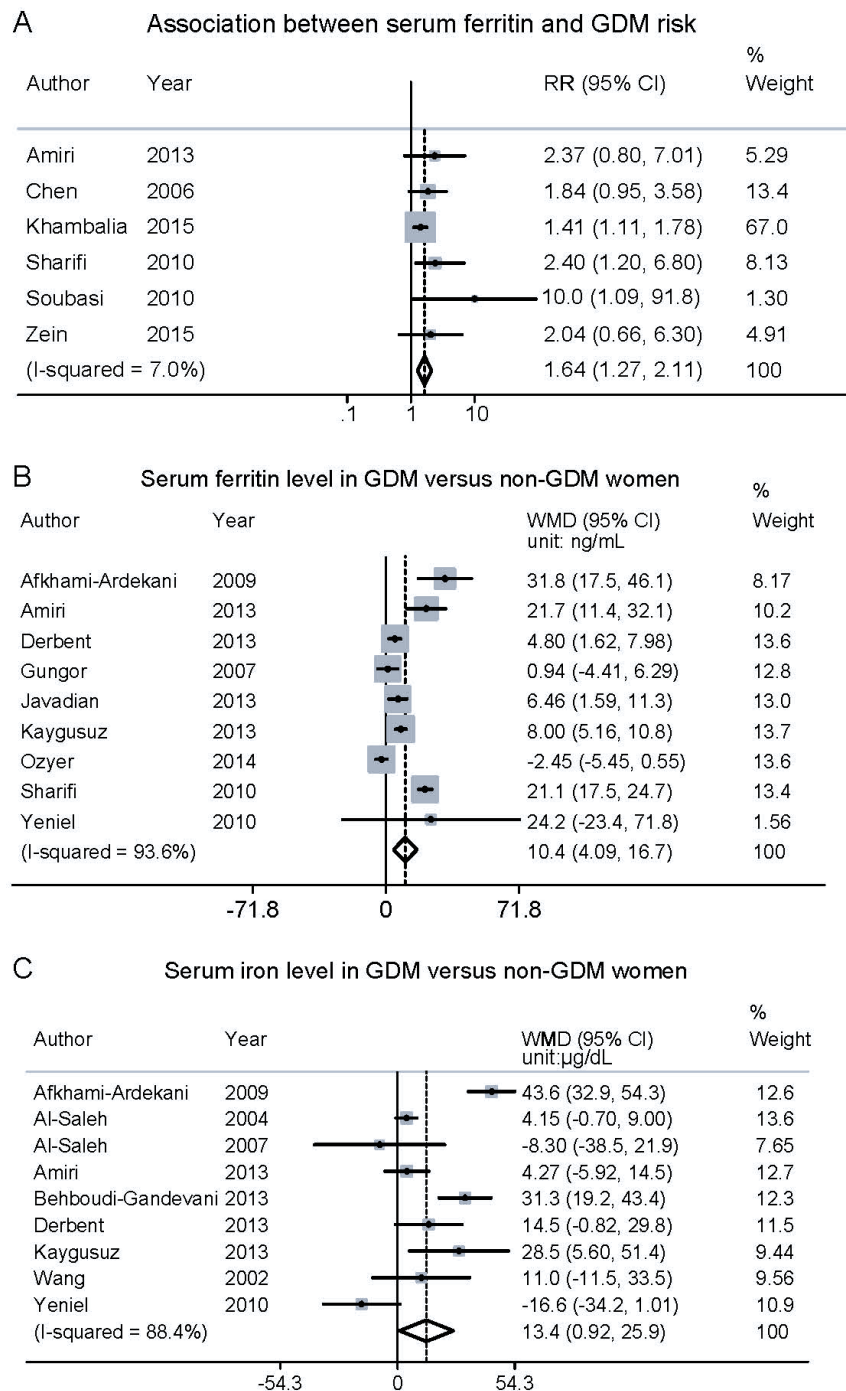 A Association between serum ferritin and GDM risk
%
Author Year RR (95% CI) Weight
Amiri 2013 2.37 (0.80, 7.01) 5.29
Chen 2006 1.84 (0.95, 3.58) 13.4
Khambalia 2015 1.41 (1.11, 1.78) 67.0
Sharifi 2010 2.40 (1.20, 6.80) 8.13
Soubasi 2010 10.0 (1.09, 91.8) 1.30
Zein 2015 2.04 (0.66, 6.30) 4.91
(I-squared = 7.0%) 1.64 (1.27, 2.11) 100
.1 1 10
B Serum ferritin level in GDM versus non-GDM women
%
Author Year WMD (95% CI) Weight
unit: ng/mL
Afkhami-Ardekani 2009 31.8 (17.5, 46.1) 8.17
Amiri 2013 21.7 (11.4, 32.1) 10.2
Derbent 2013 4.80 (1.62, 7.98) 13.6
Gungor 2007 0.94 (-4.41, 6.29) 12.8
Javadian 2013 6.46 (1.59, 11.3) 13.0
Kaygusuz 2013 8.00 (5.16, 10.8) 13.7
Ozyer 2014 -2.45 (-5.45, 0.55) 13.6
Sharifi 2010 21.1 (17.5, 24.7) 13.4
Yeniel 2010 24.2 (-23.4, 71.8) 1.56
(I-squared = 93.6%) 10.4 (4.09, 16.7) 100
-71.8 0 71.8
C Serum iron level in GDM versus non-GDM women
%
Author Year WMD (95% CI) Weight
unit:µg/dL
Afkhami-Ardekani 2009 43.6 (32.9, 54.3) 12.6
Al-Saleh 2004 4.15 (-0.70, 9.00) 13.6
Al-Saleh 2007 -8.30 (-38.5, 21.9) 7.65
Amiri 2013 4.27 (-5.92, 14.5) 12.7
Behboudi-Gandevani 2013 31.3 (19.2, 43.4) 12.3
Derbent 2013 14.5 (-0.82, 29.8) 11.5
Kaygusuz 2013 28.5 (5.60, 51.4) 9.44
Wang 2002 11.0 (-11.5, 33.5) 9.56
Yeniel 2010 -16.6 (-34.2, 1.01) 10.9
(I-squared = 88.4%) 13.4 (0.92, 25.9) 100
-54.3 0 54.3